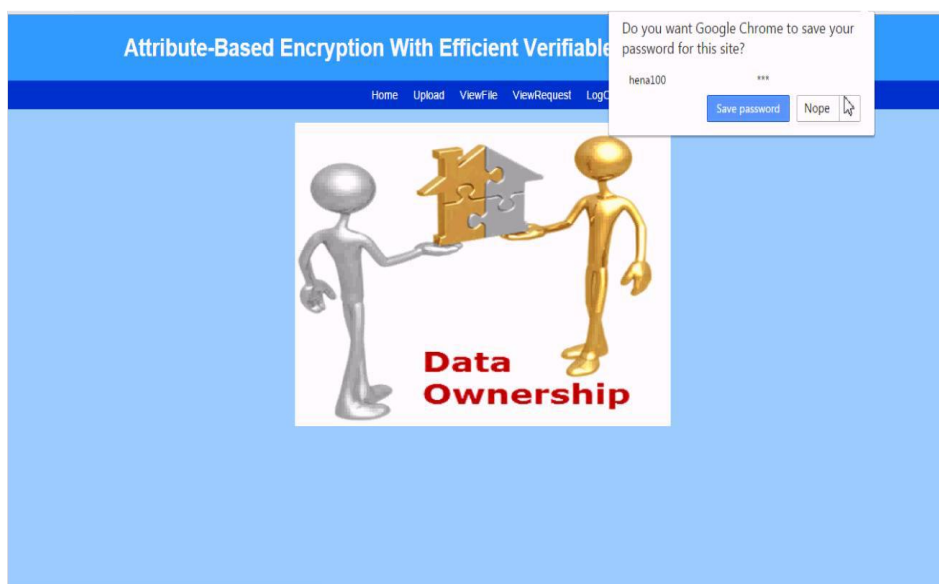 Attribute-Based Encryption With Efficient Verifiable
Do you want Google Chrome to save your
password for this site?
hena100 ***
Save password Nope
Home Upload ViewFile ViewRequest
Data
Ownership